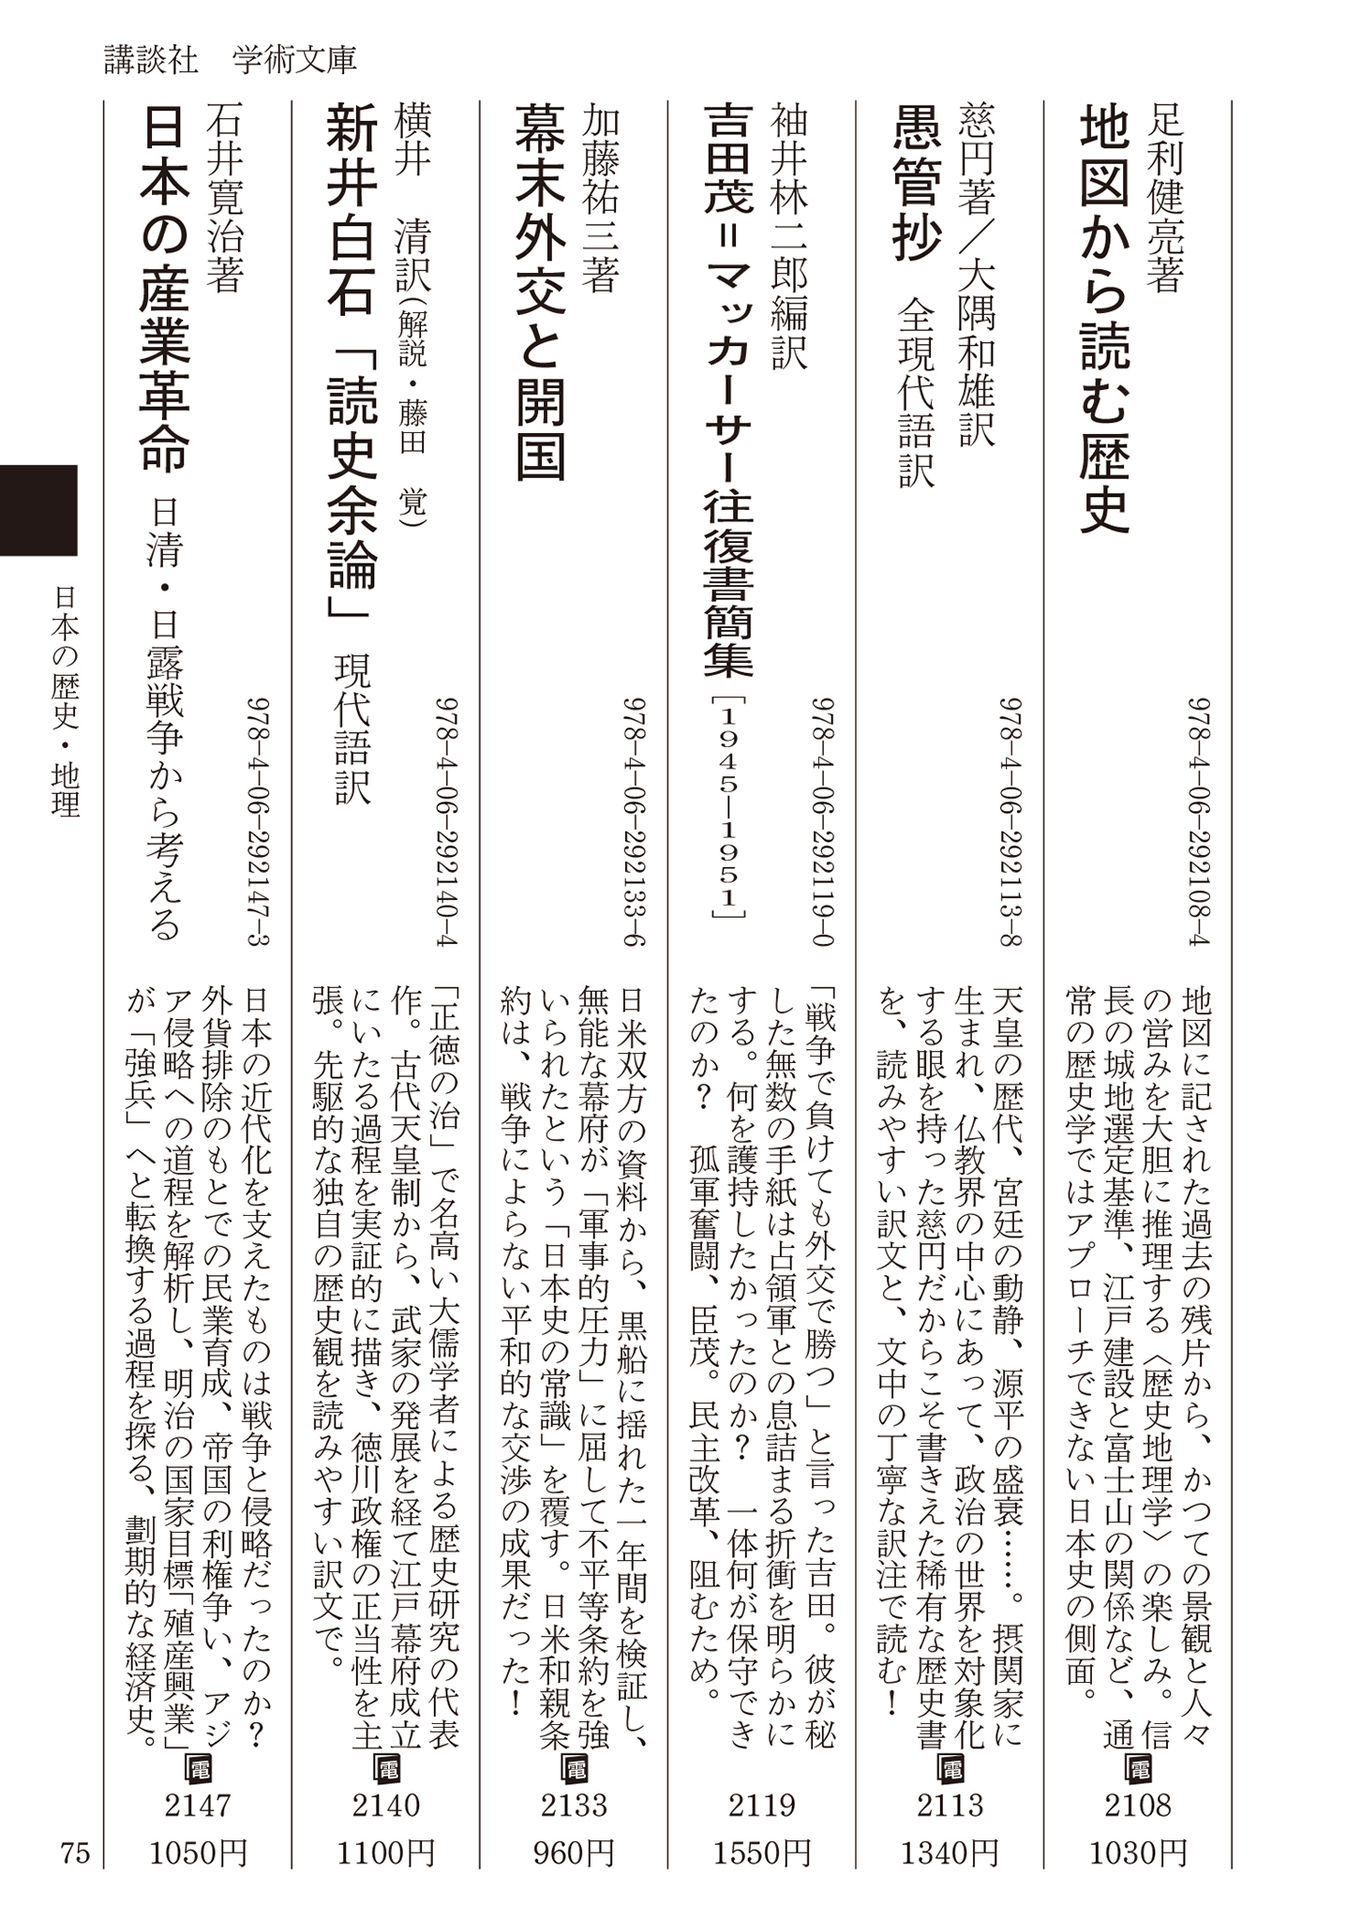 講談社　学術文庫
足利健亮著
地図から読む歴史
978-4-06-292108-4
地図に記された過去の残片から、かつての景観と人々
の営みを大胆に推理する〈歴史地理学〉の楽しみ。信
長の城地選定基準、江戸建設と富士山の関係など、通
常の歴史学ではアプローチできない日本史の側面。
電
2108
1030円
慈円著／大隅和雄訳
愚管抄　全現代語訳
978-4-06-292113-8
天皇の歴代、宮廷の動静、源平の盛衰……。摂関家に
生まれ、仏教界の中心にあって、政治の世界を対象化
する眼を持った慈円だからこそ書きえた稀有な歴史書
を、読みやすい訳文と、文中の丁寧な訳注で読む！
電
2113
1340円
袖井林二郎編訳
吉田茂＝マッカーサー往復書簡集［1945―1951］
978-4-06-292119-0
「戦争で負けても外交で勝つ」と言った吉田。彼が秘
した無数の手紙は占領軍との息詰まる折衝を明らかに
する。何を護持したかったのか？　一体何が保守でき
たのか？　孤軍奮闘、臣茂。民主改革、阻むため。
2119
1550円
加藤祐三著
幕末外交と開国
978-4-06-292133-6
日米双方の資料から、黒船に揺れた一年間を検証し、
無能な幕府が「軍事的圧力」に屈して不平等条約を強
いられたという「日本史の常識」を覆す。日米和親条
約は、戦争によらない平和的な交渉の成果だった！
電
2133
960円
横井　清訳（解説・藤田　覚）
新井白石「読史余論」　現代語訳
978-4-06-292140-4
「正徳の治」で名高い大儒学者による歴史研究の代表
作。古代天皇制から、武家の発展を経て江戸幕府成立
にいたる過程を実証的に描き、徳川政権の正当性を主
張。先駆的な独自の歴史観を読みやすい訳文で。
電
2140
1100円
石井寛治著
日本の産業革命　日清・日露戦争から考える
978-4-06-292147-3
日本の近代化を支えたものは戦争と侵略だったのか？
外貨排除のもとでの民業育成、帝国の利権争い、アジ
ア侵略への道程を解析し、明治の国家目標「殖産興業」
が「強兵」へと転換する過程を探る、劃期的な経済史。
電
2147
1050円
日本の歴史・地理
75